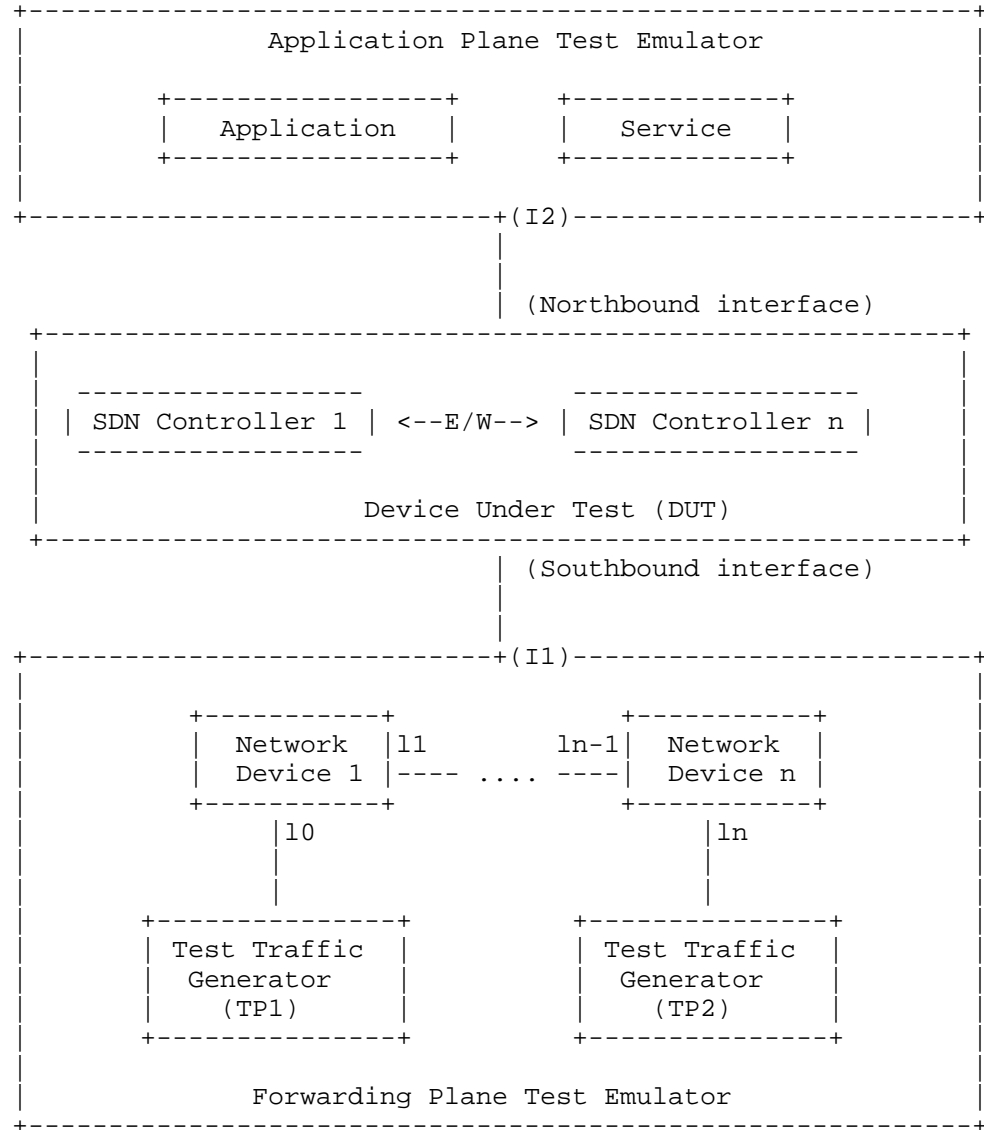 Application Plane Test Emulator
Application Service
(I2)
(Northbound interface)
SDN Controller 1 <--E/W--> SDN Controller n
Device Under Test (DUT)
(Southbound interface)
(I1)
Network l1 ln-1 Network
Device 1 .... Device n
l0 ln
Test Traffic Test Traffic
Generator Generator
(TP1) (TP2)
Forwarding Plane Test Emulator